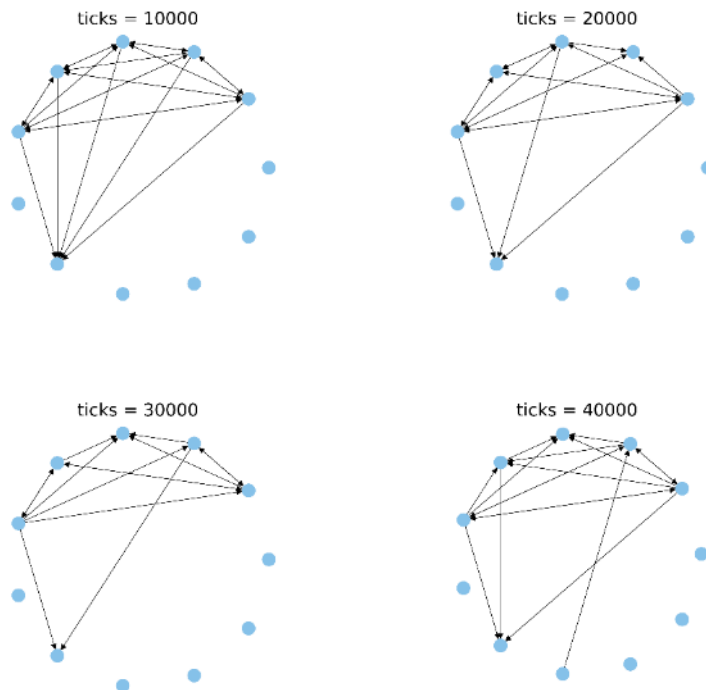 ticks = 10000
ticks = 20000
ticks = 30000
ticks = 40000